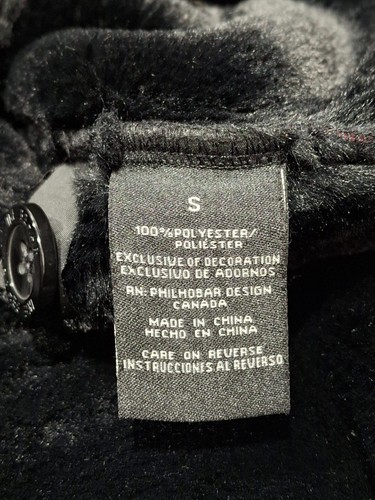 S
100%POLYESTER/
POLIÉSTER
EXCLUSIVE OF DECORATION
EXCLUSIVO DE ADORNOS
RN: PHILHOBAR DESIGN
CANADA
MADE IN CHINA
HECHO EN CHINA
CARE ON REVERSE
INSTRUCCIONES AL REVERSO